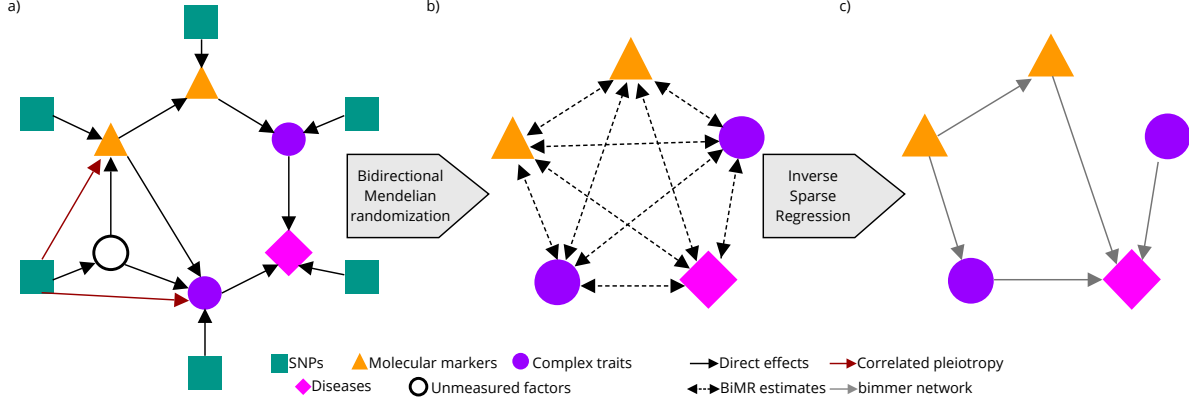 a)
b)
c)
Bidirectional
Mendelian
randomization
Inverse
Sparse
Regression
SNPs
Molecular markers
Complex traits
Direct effects
Correlated pleiotropy
Diseases
Unmeasured factors
BiMR estimates
bimmer network